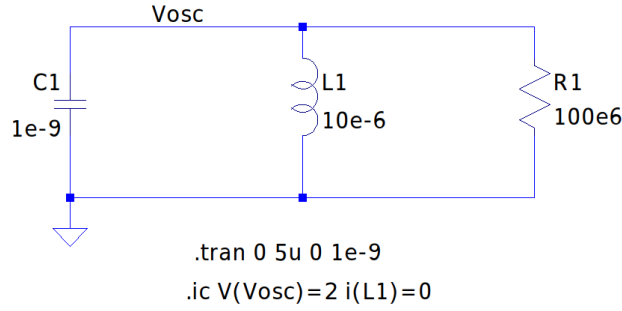 Vosc
C1
1e-9
L1
10e-6
R1
100e6
.tran 0 5u 0 1e-9
.ic V(Vosc)=2 i(L1)=0